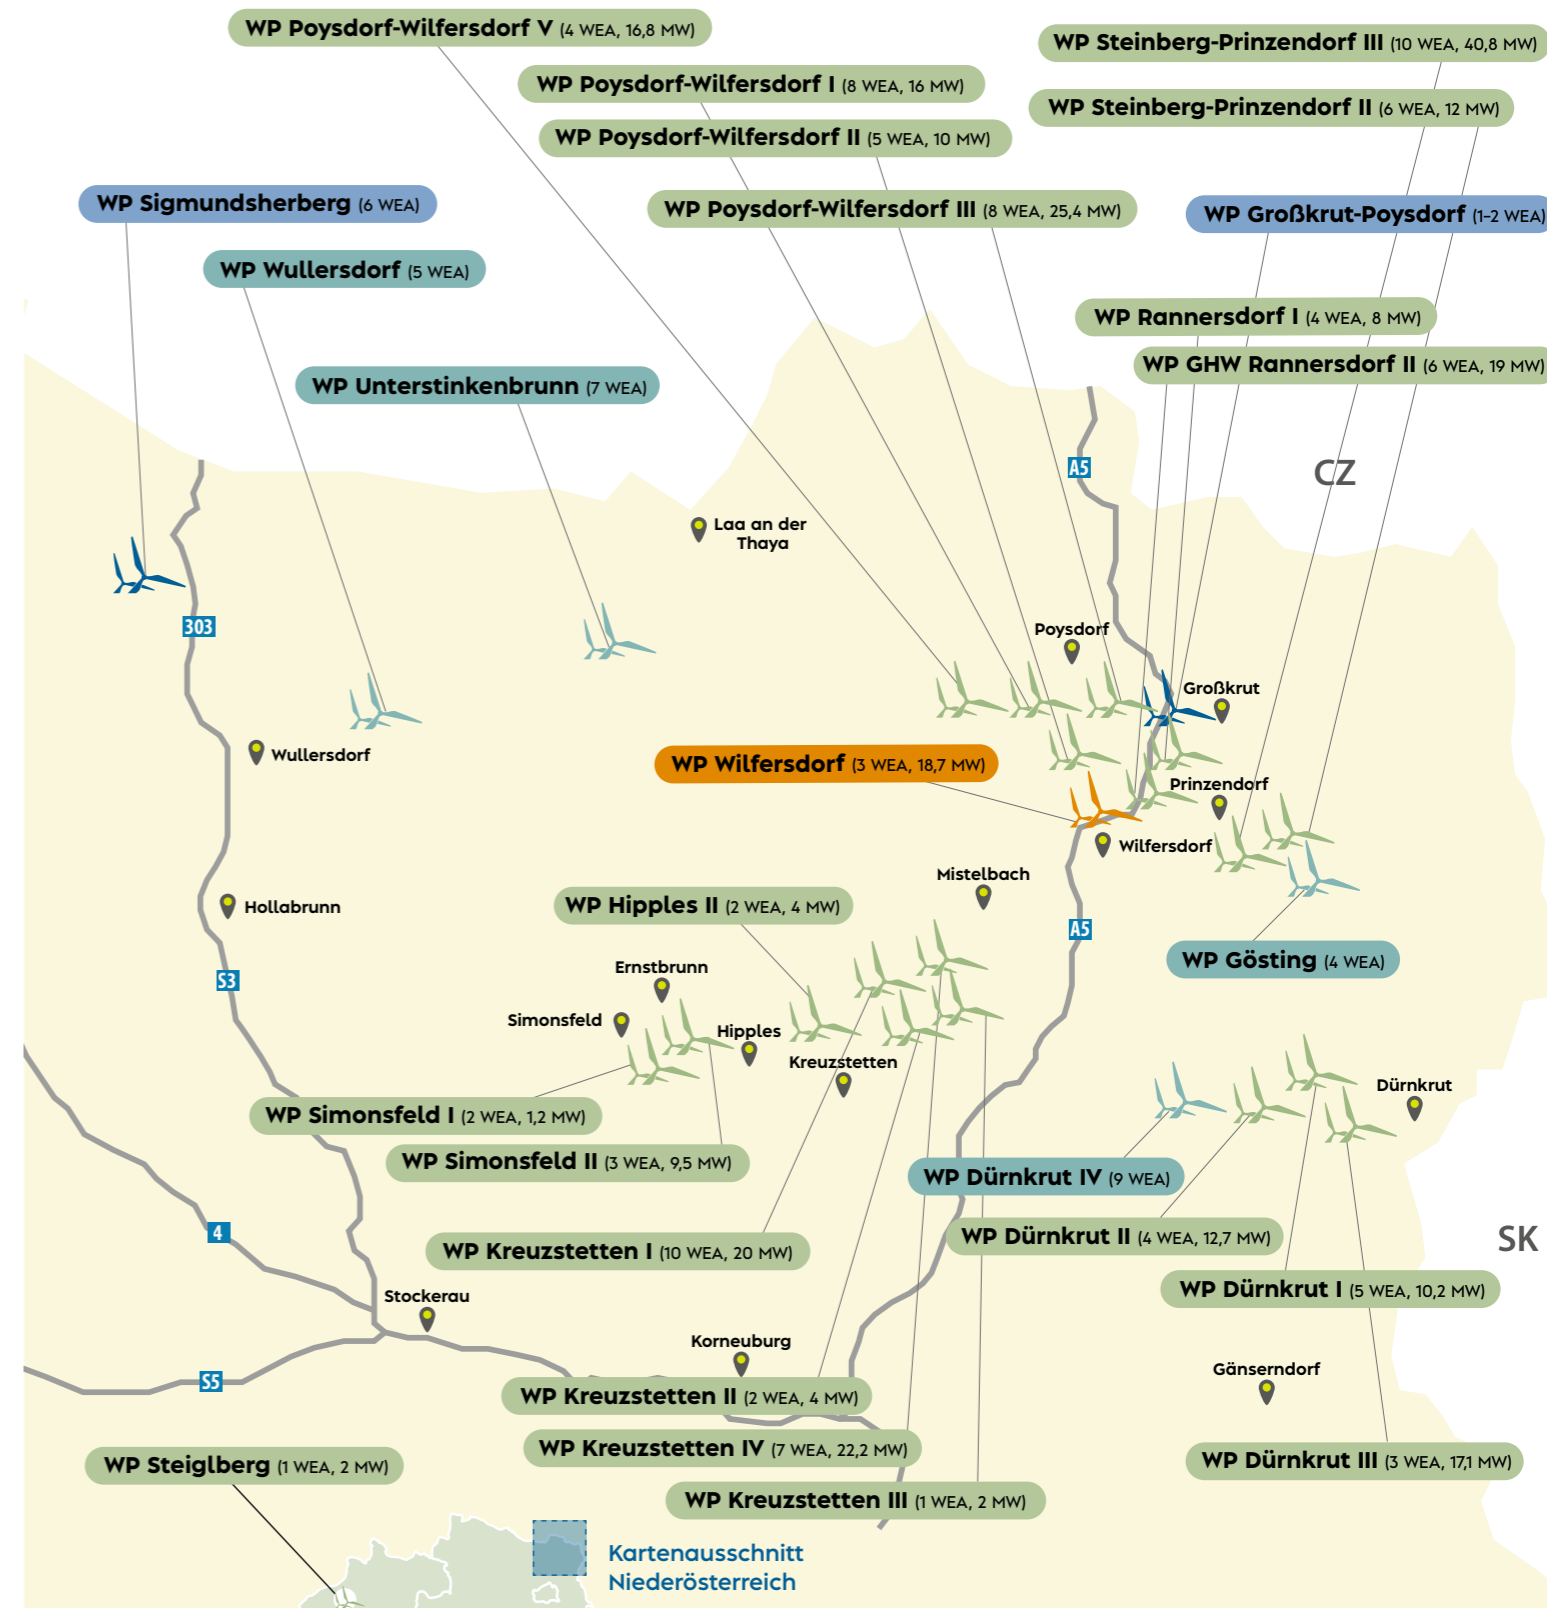 WP Poysdorf-Wilfersdorf V (4 WEA, 16,8 MW)
WP Steinberg-Prinzendorf III (10 WEA, 40,8 MW)
WP Poysdorf-Wilfersdorf I (8 WEA, 16 MW)
WP Steinberg-Prinzendorf II (6 WEA, 12 MW)
WP Poysdorf-Wilfersdorf II (5 WEA, 10 MW)
WP Sigmundsherberg (6 WEA)
WP Poysdorf-Wilfersdorf III (8 WEA, 25,4 MW)
WP Großkrut-Poysdorf (1-2 WEA)
WP Wullersdorf (5 WEA)
WP Rannersdorf I (4 WEA, 8 MW)
WP GHW Rannersdorf II (6 WEA, 19 MW)
WP Unterstinkenbrunn (7 WEA)
A5
CZ
Laa an der
Thaya
303
Poysdorf
Großkrut
Wullersdorf
WP Wilfersdorf (3 WEA, 18,7 MW)
Prinzendorf
Wilfersdorf
Mistelbach
Hollabrunn
WP Hipples II (2 WEA, 4 MW)
A5
WP Gösting (4 WEA)
Ernstbrunn
S3
Simonsfeld
Hipples
Kreuzstetten
Dürnkrut
WP Simonsfeld I (2 WEA, 1,2 MW)
WP Simonsfeld II (3 WEA, 9,5 MW)
WP Dürnkrut IV (9 WEA)
4
WP Dürnkrut II (4 WEA, 12,7 MW)
SK
WP Kreuzstetten I (10 WEA, 20 MW)
WP Dürnkrut I (5 WEA, 10,2 MW)
Stockerau
Korneuburg
Gänserndorf
S5
WP Kreuzstetten II (2 WEA, 4 MW)
WP Kreuzstetten IV (7 WEA, 22,2 MW)
WP Steiglberg (1 WEA, 2 MW)
WP Dürnkrut III (3 WEA, 17,1 MW)
WP Kreuzstetten III (1 WEA, 2 MW)
Kartenausschnitt
Niederösterreich